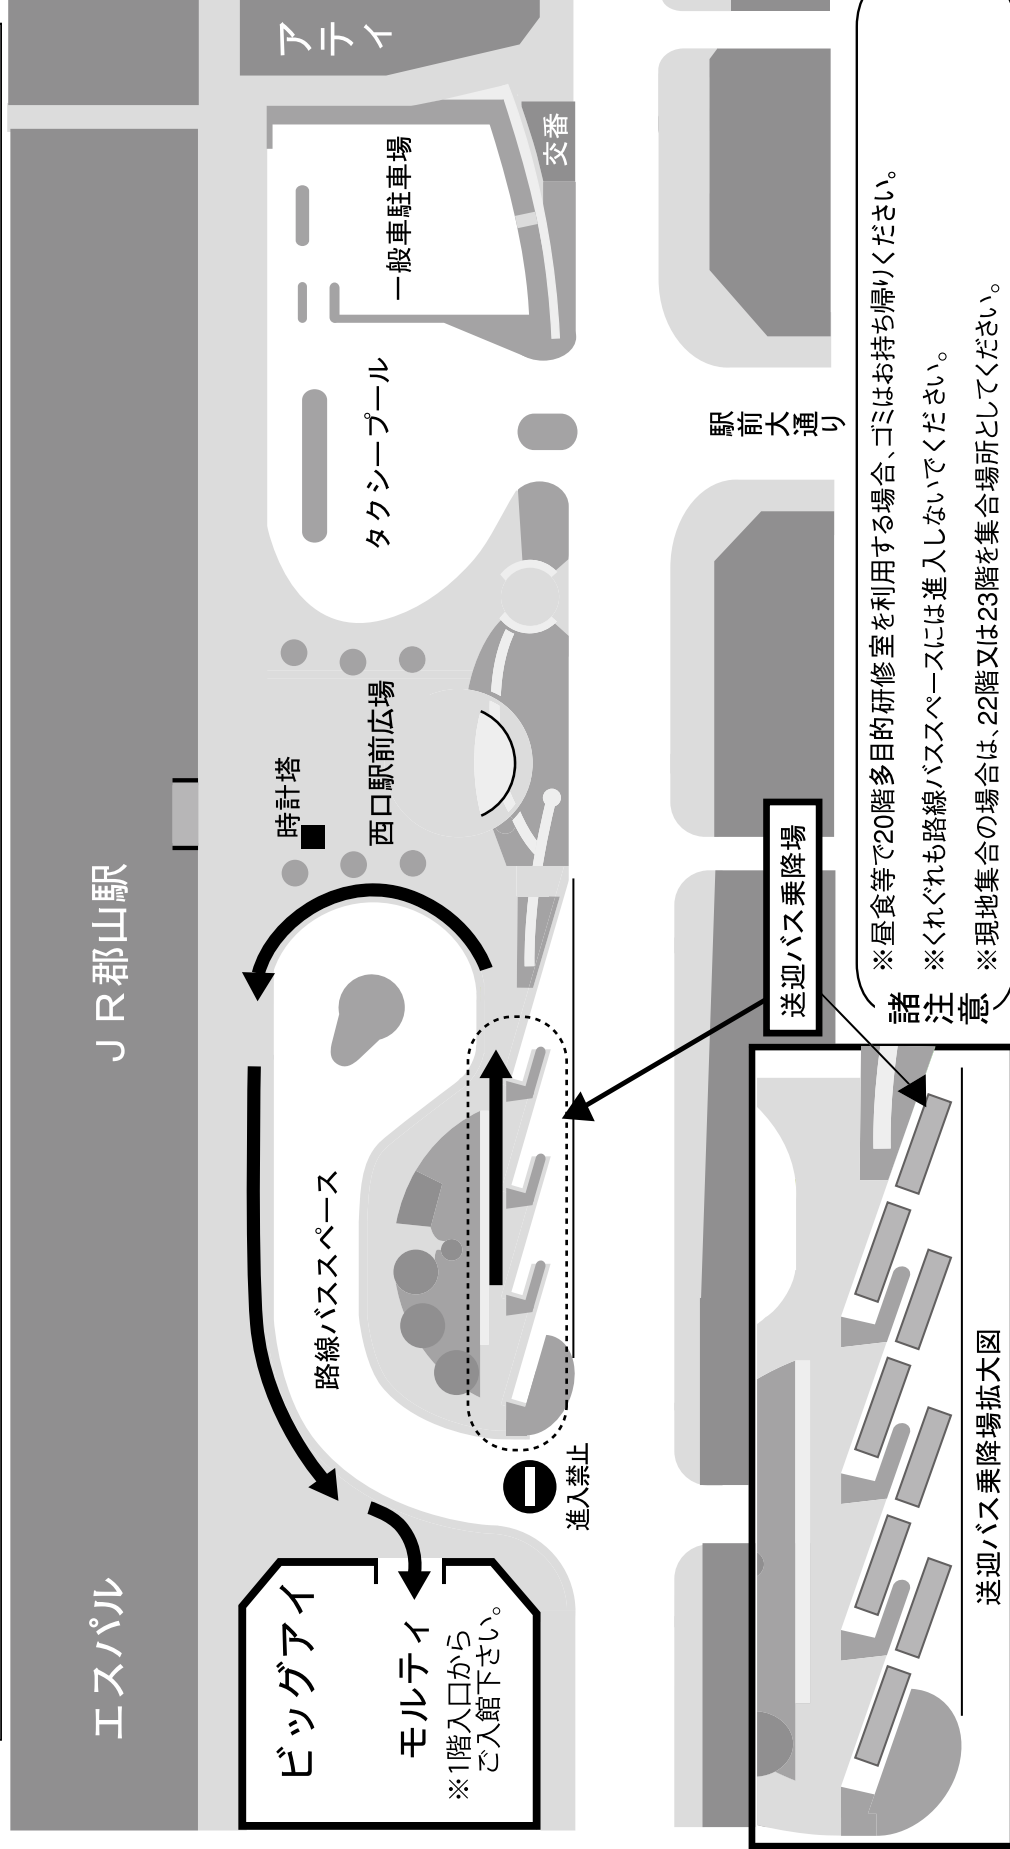 エスパル
ＪＲ郡山駅
アティ
ビッグアイ
モルティ
※1階入口から
ご入館下さい。
路線バススペース
進入禁止
時計塔
西口駅前広場
タクシープール
一般車駐車場
交番
駅前大通り
送迎バス乗降場
送迎バス乗降場拡大図
諸注意
※昼食等で20階多目的研修室を利用する場合、ゴミはお持ち帰りください。
※くれぐれも路線バススペースには進入しないでください。
※現地集合の場合は、22階又は23階を集合場所としてください。